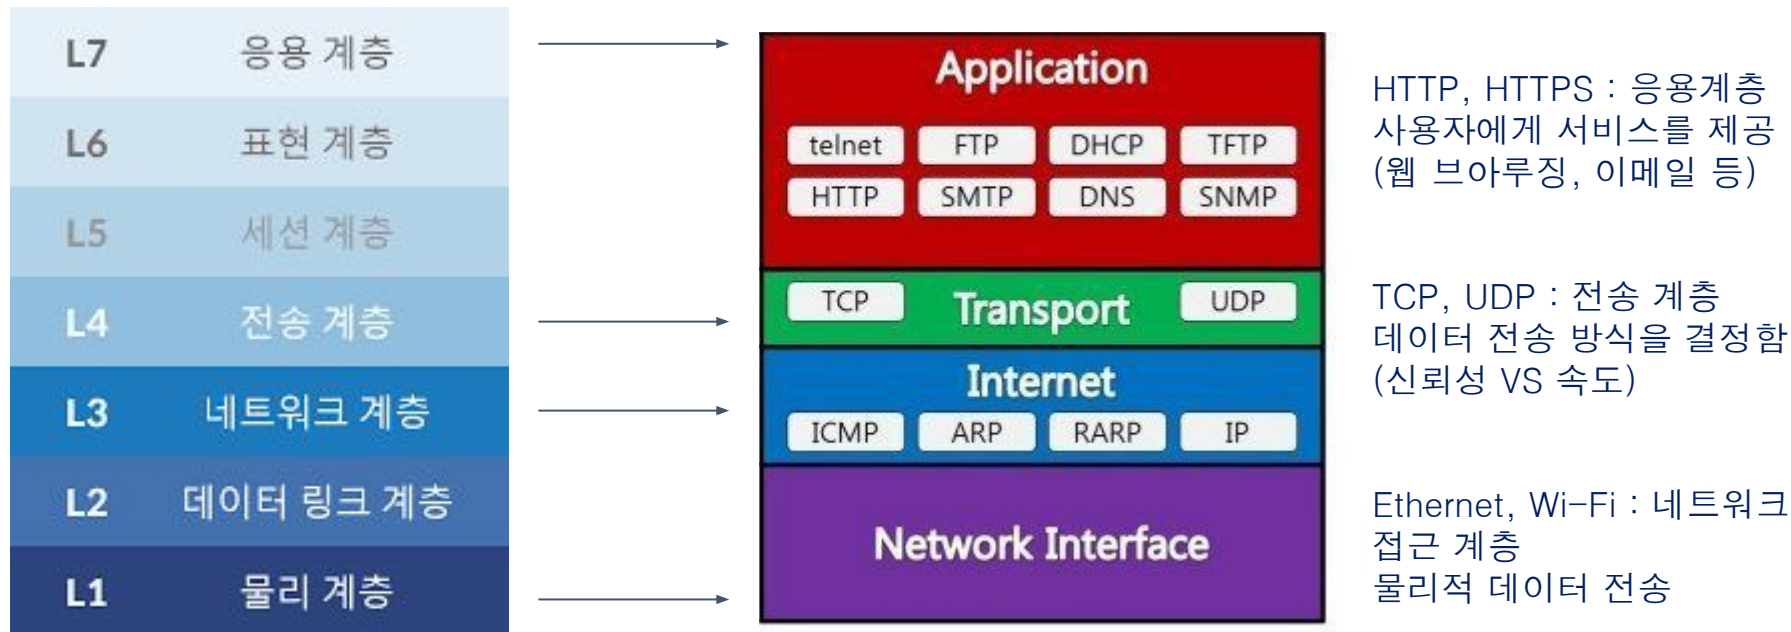 L7 응용 계층
L6 표현 계층
L5 세션 계층
L4 전송 계층
L3 네트워크 계층
L2 데이터 링크 계층
L1 물리 계층
Application
telnet FTP DHCP TFTP
HTTP SMTP DNS SNMP
TCP Transport UDP
Internet
ICMP ARP RARP IP
Network Interface
HTTP, HTTPS : 응용계층
사용자에게 서비스를 제공
(웹 브아루징, 이메일 등)
TCP, UDP : 전송 계층
데이터 전송 방식을 결정함
(신뢰성 VS 속도)
Ethernet, Wi-Fi : 네트워크
접근 계층
물리적 데이터 전송